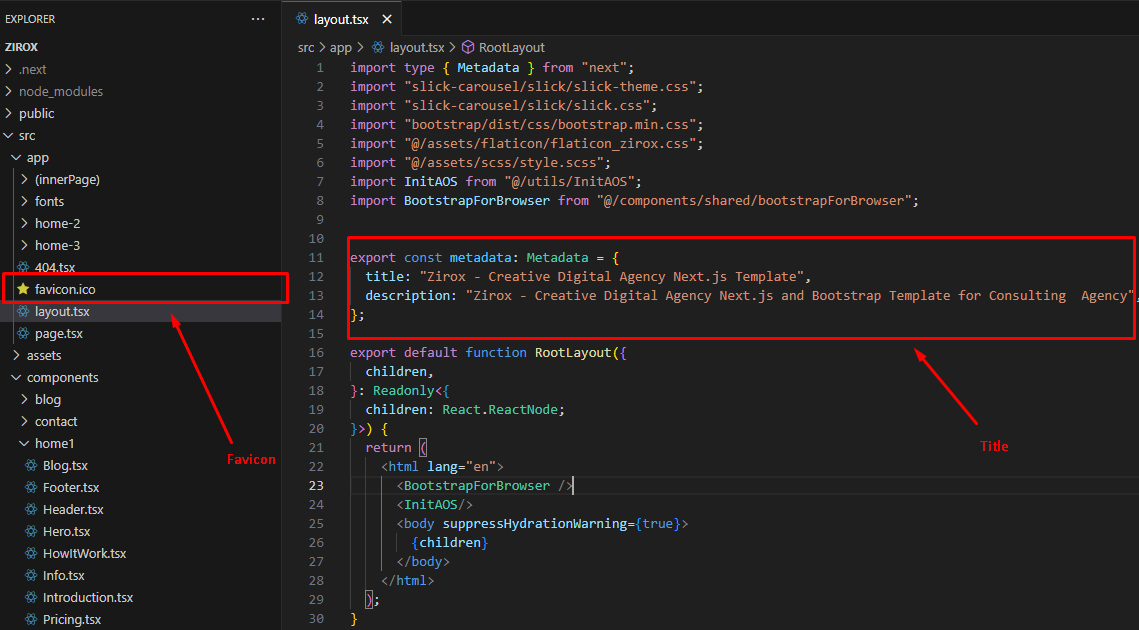 EXPLORER ···
ZIROX
.next
node_modules
public
src
app
(innerPage)
fonts
home-2
home-3
404.tsx
favicon.ico
layout.tsx
page.tsx
assets
components
blog
contact
home1
Blog.tsx
Footer.tsx
Header.tsx
Hero.tsx
HowItWork.tsx
Info.tsx
Introduction.tsx
Pricing.tsx
Favicon
layout.tsx
src > app > layout.tsx > RootLayout
1 import type { Metadata } from "next";
2 import "slick-carousel/slick/slick-theme.css";
3 import "slick-carousel/slick/slick.css";
4 import "bootstrap/dist/css/bootstrap.min.css";
5 import "@/assets/flaticon/flaticon_zirox.css";
6 import "@/assets/scss/style.scss";
7 import InitAOS from "@/utils/InitAOS";
8 import BootstrapForBrowser from "@/components/shared/bootstrapForBrowser";
9
10
11 export const metadata: Metadata = {
12 title: "Zirox - Creative Digital Agency Next.js Template",
13 description: "Zirox - Creative Digital Agency Next.js and Bootstrap Template for Consulting  Agency",
14 };
15
16 export default function RootLayout({
17 children,
18 }: Readonly<{
19 children: React.ReactNode;
20 }>) {
21 return (
22 <html lang="en">
23 <BootstrapForBrowser />
24 <InitAOS/>
25 <body suppressHydrationWarning={true}>
26 {children}
27 </body>
28 </html>
29 );
30 }
Title